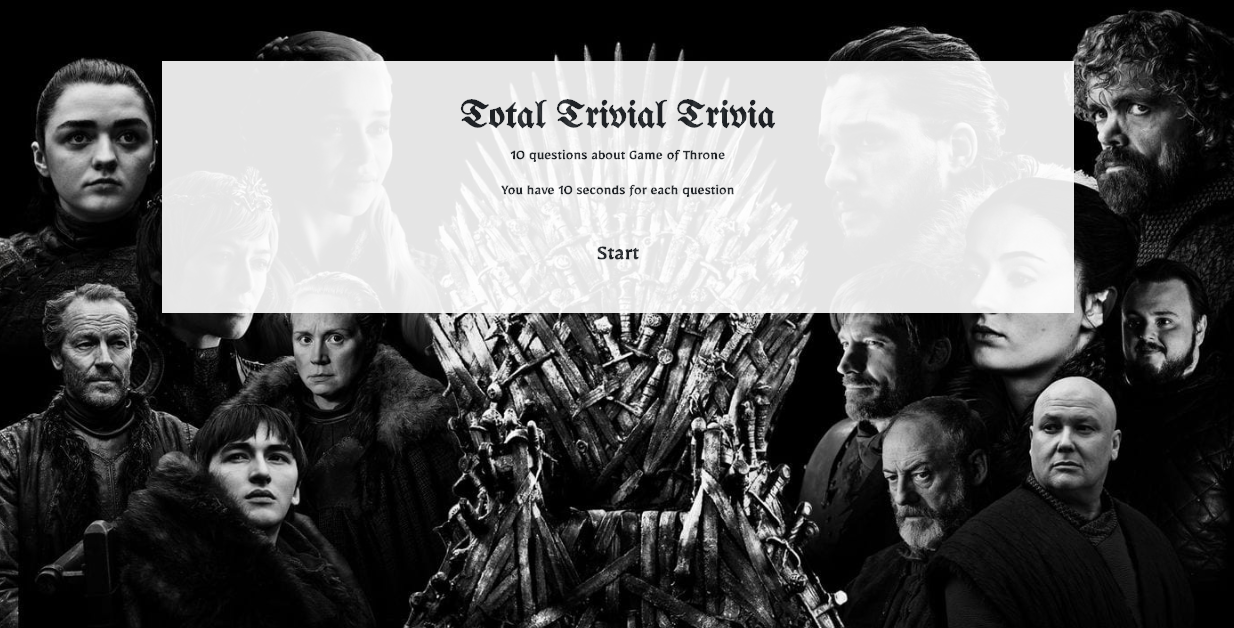 Total Trivial Trivia
10 questions about Game of Throne
You have 10 seconds for each question
Start